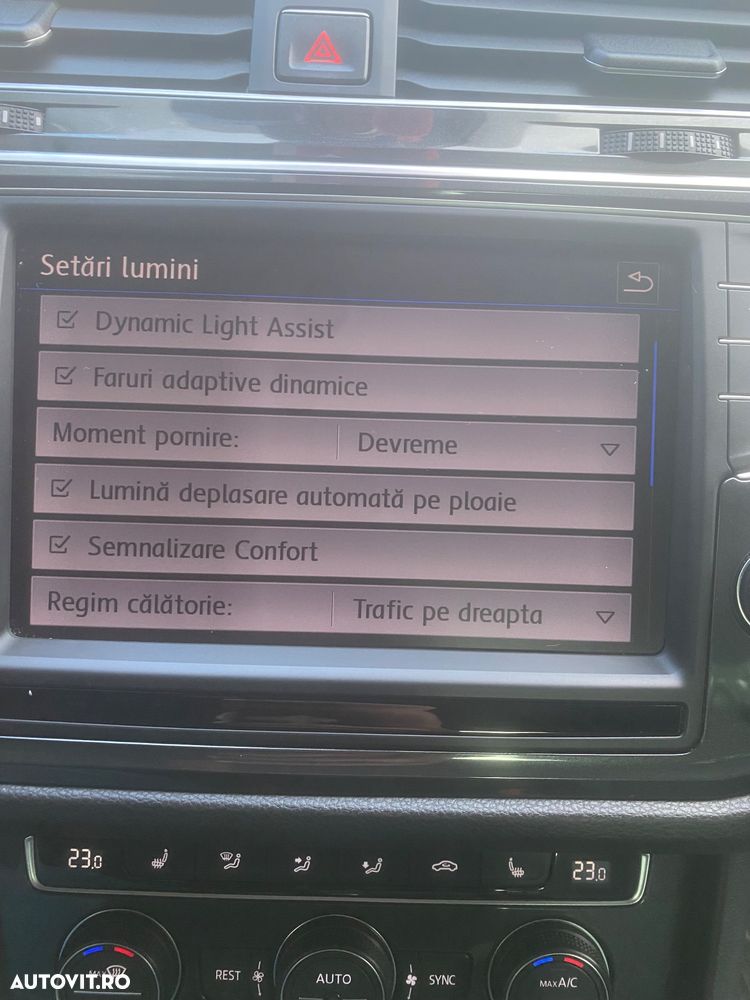 Setări lumini
Dynamic Light Assist
Faruri adaptive dinamice
Moment pornire: Devreme
Lumină deplasare automată pe ploaie
Semnalizare Confort
Regim călătorie: Trafic pe dreapta
23.0 23.0
MAX REST AUTO SYNC MAX A/C
AUTOVIT.RO